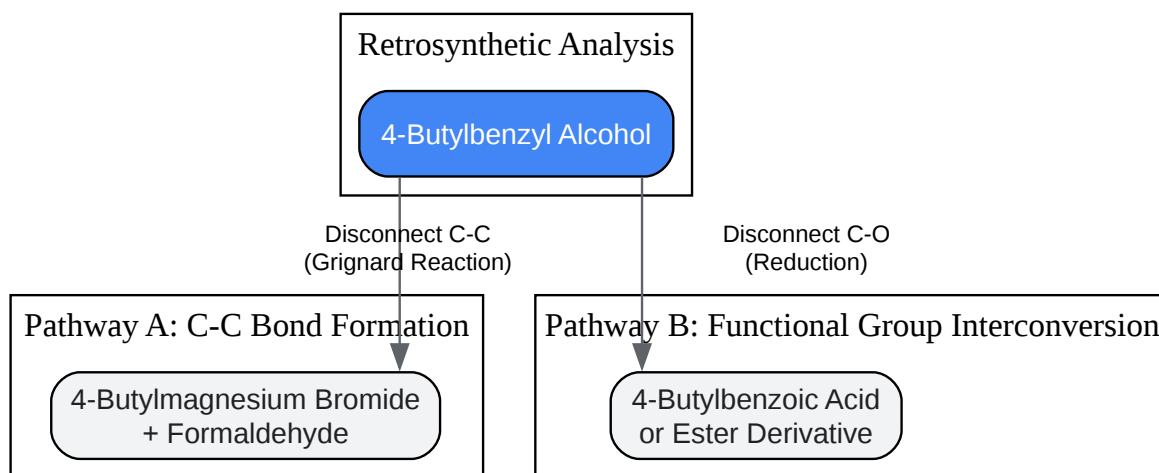 Retrosynthetic Analysis
4-Butylbenzyl Alcohol
Disconnect C-C
(Grignard Reaction)
Disconnect C-O
(Reduction)
Pathway A: C-C Bond Formation
4-Butylmagnesium Bromide
+ Formaldehyde
Pathway B: Functional Group Interconversion
4-Butylbenzoic Acid
or Ester Derivative